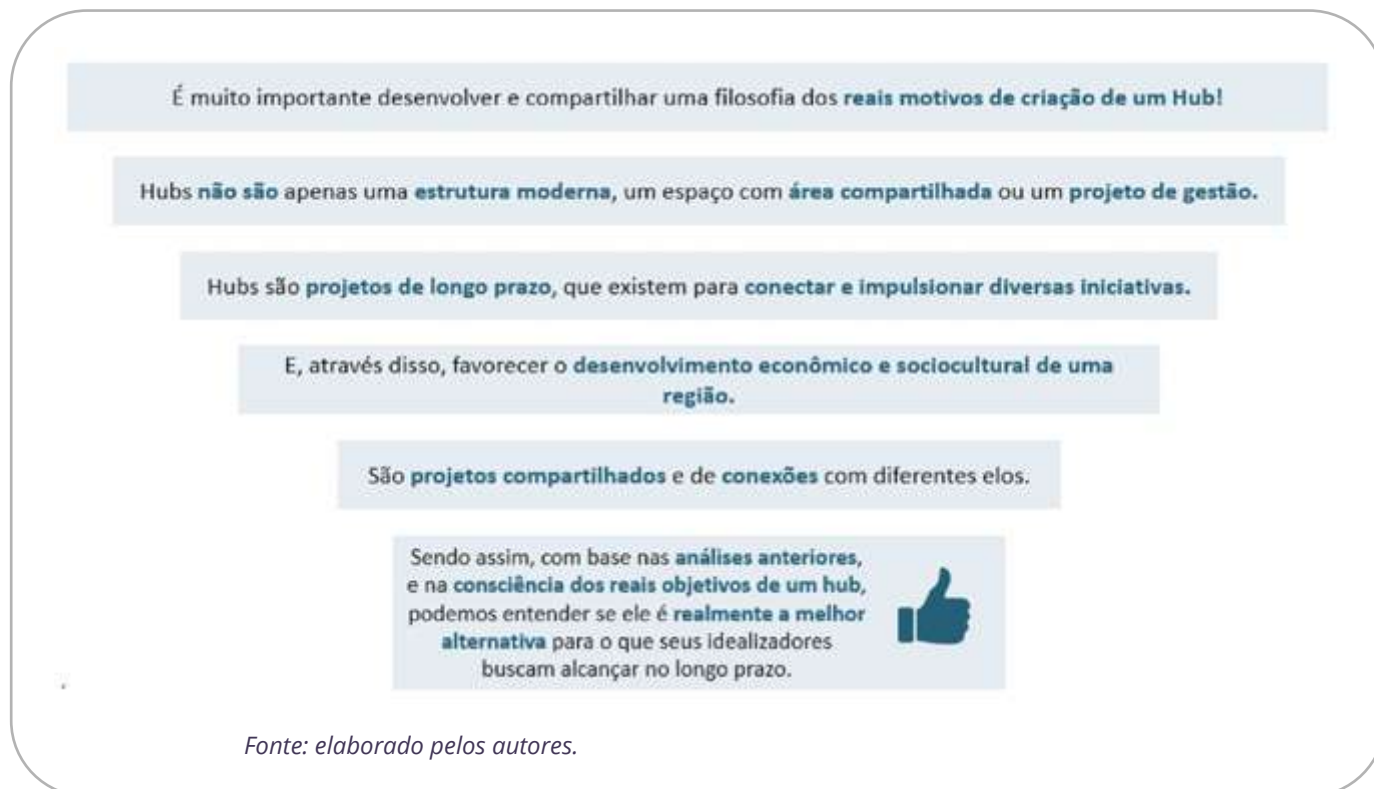 É muito importante desenvolver e compartilhar uma filosofia dos reais motivos de criação de um Hub!
Hubs não são apenas uma estrutura moderna, um espaço com área compartilhada ou um projeto de gestão.
Hubs são projetos de longo prazo, que existem para conectar e impulsionar diversas iniciativas.
E, através disso, favorecer o desenvolvimento econômico e sociocultural de uma
região.
São projetos compartilhados e de conexões com diferentes elos.
Sendo assim, com base nas análises anteriores,
e na consciência dos reais objetivos de um hub,
podemos entender se ele é realmente a melhor
alternativa para o que seus idealizadores
buscam alcançar no longo prazo.
Fonte: elaborado pelos autores.